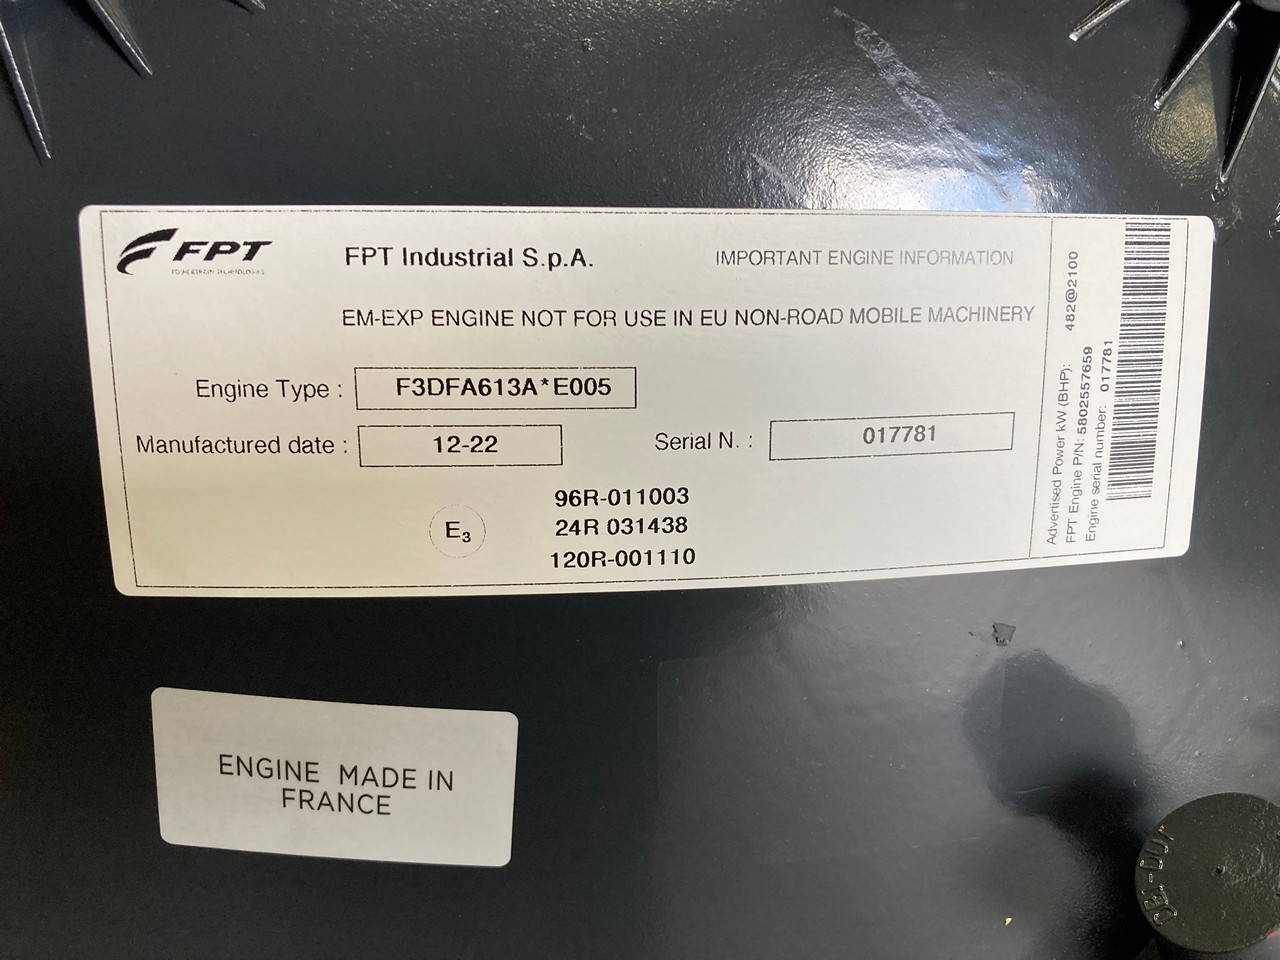 FPT
POWERTRAIN TECHNOLOGIES
FPT Industrial S.p.A.
IMPORTANT ENGINE INFORMATION
EM-EXP ENGINE NOT FOR USE IN EU NON-ROAD MOBILE MACHINERY
Engine Type : F3DFA613A*E005
Manufactured date : 12-22
Serial N. : 017781
E3
96R-011003
24R 031438
120R-001110
Advertised Power kW (BHP): 482@2100
FPT Engine P/N: 5802557659
Engine serial number: 017781
ENGINE MADE IN
FRANCE